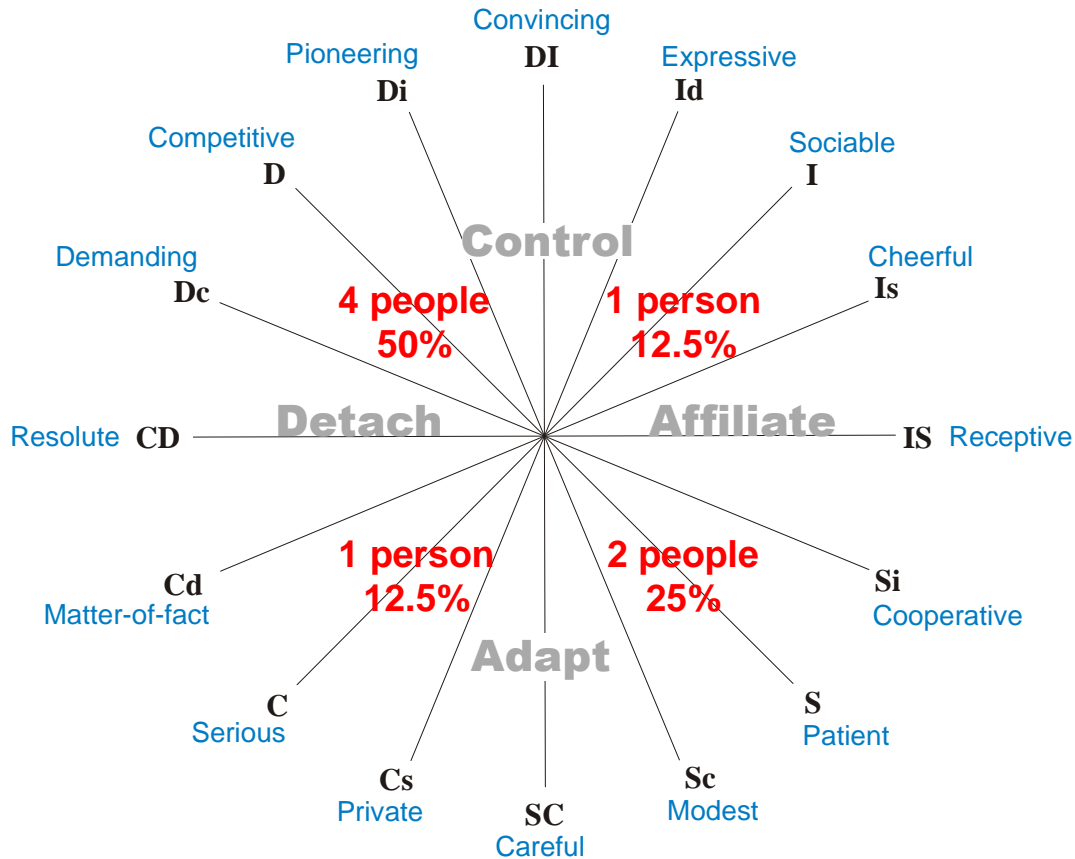 Convincing
DI
Pioneering
Di
Expressive
Id
Competitive
D
Sociable
I
Control
Demanding
Dc
Cheerful
Is
4 people
50%
1 person
12.5%
Detach
Affiliate
Resolute CD
IS Receptive
1 person
12.5%
2 people
25%
Cd
Matter-of-fact
Si
Cooperative
Adapt
C
Serious
S
Patient
Cs
Private
Sc
Modest
SC
Careful